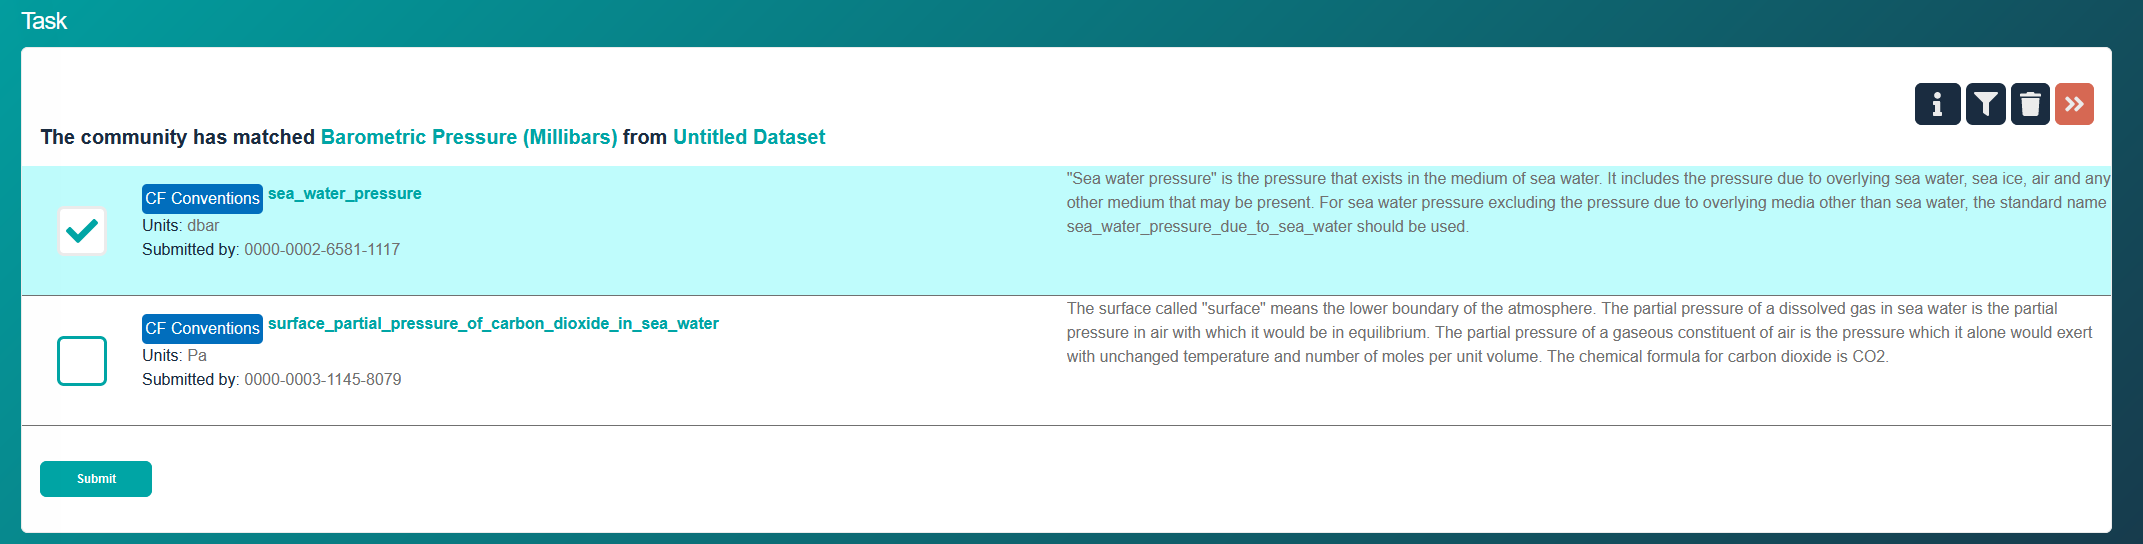 Task
The community has matched Barometric Pressure (Millibars) from Untitled Dataset
CF Conventions sea_water_pressure
Units: dbar
Submitted by: 0000-0002-6581-1117
"Sea water pressure" is the pressure that exists in the medium of sea water. It includes the pressure due to overlying sea water, sea ice, air and any
other medium that may be present. For sea water pressure excluding the pressure due to overlying media other than sea water, the standard name
sea_water_pressure_due_to_sea_water should be used.
CF Conventions surface_partial_pressure_of_carbon_dioxide_in_sea_water
Units: Pa
Submitted by: 0000-0003-1145-8079
The surface called "surface" means the lower boundary of the atmosphere. The partial pressure of a dissolved gas in sea water is the partial
pressure in air with which it would be in equilibrium. The partial pressure of a gaseous constituent of air is the pressure which it alone would exert
with unchanged temperature and number of moles per unit volume. The chemical formula for carbon dioxide is CO2.
Submit